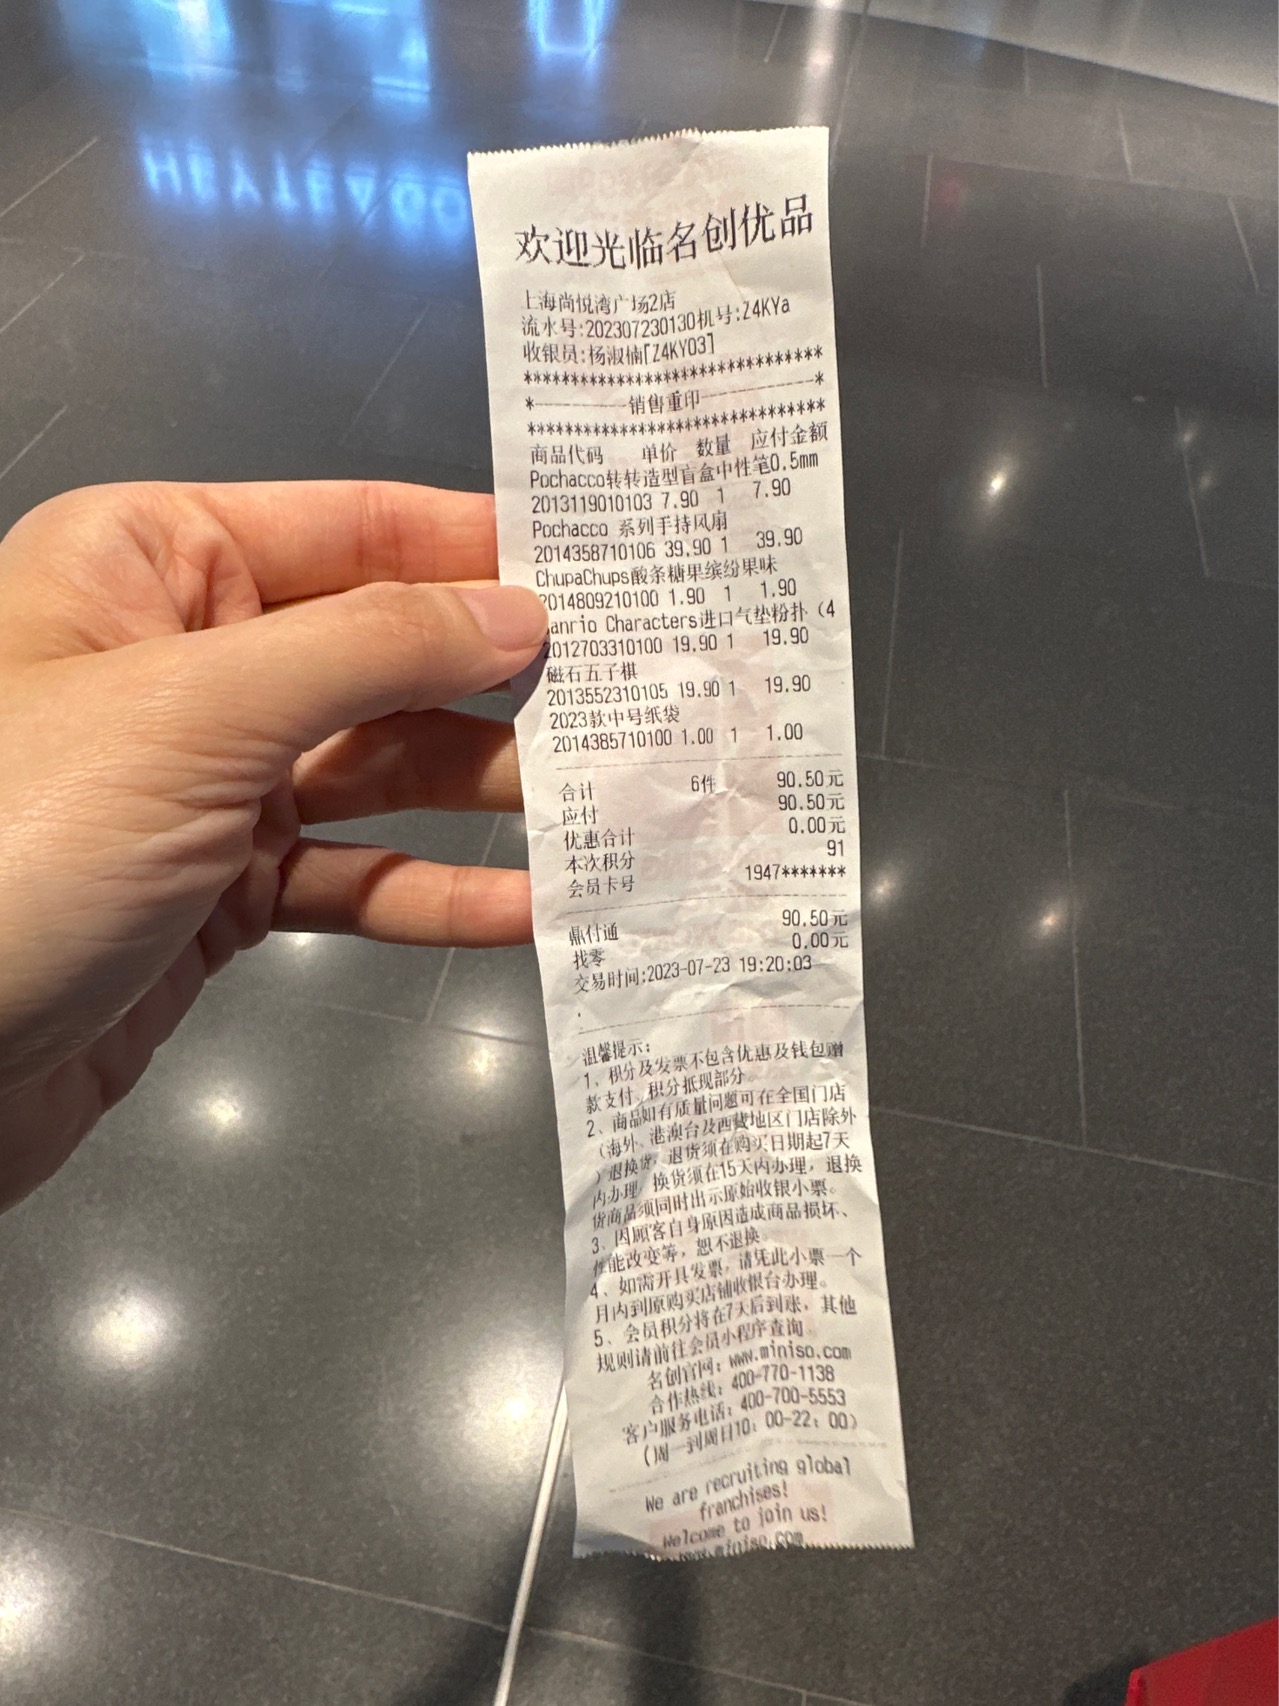 HEYTEA GO
欢迎光临名创优品
上海尚悦湾广场2店
流水号:202307230130机号:Z4KYa
收银员:杨淑楠[Z4KY03]
********************************
*----------销售重印----------*
********************************
商品代码 单价 数量 应付金额
Pochacco转转造型盲盒中性笔0.5mm
2013119010103 7.90 1 7.90
Pochacco 系列手持风扇
2014358710106 39.90 1 39.90
ChupaChups酸条糖果缤纷果味
2014809210100 1.90 1 1.90
anrio Characters进口气垫粉扑（4
2012703310100 19.90 1 19.90
磁石五子棋
2013552310105 19.90 1 19.90
2023款中号纸袋
2014385710100 1.00 1 1.00
合计 6件 90.50元
应付 90.50元
优惠合计 0.00元
本次积分 91
会员卡号 1947*******
鼎付通 90.50元
找零 0.00元
交易时间:2023-07-23 19:20:03
.
温馨提示:
1、积分及发票不包含优惠及钱包赠
款支付、积分抵现部分。
2、商品如有质量问题可在全国门店
（海外、港澳台及西藏地区门店除外
）退换货，退货须在购买日期起7天
内办理，换货须在15天内办理，退换
货商品须同时出示原始收银小票。
3、因顾客自身原因造成商品损坏、
性能改变等，恕不退换。
4、如需开具发票，请凭此小票一个
月内到原购买店铺收银台办理。
5、会员积分将在7天后到账，其他
规则请前往会员小程序查询。
名创官网：www.miniso.com
合作热线：400-770-1138
客户服务电话：400-700-5553
（周一到周日10：00-22：00）
We are recruiting global
franchises!
Welcome to join us!
www.miniso.com